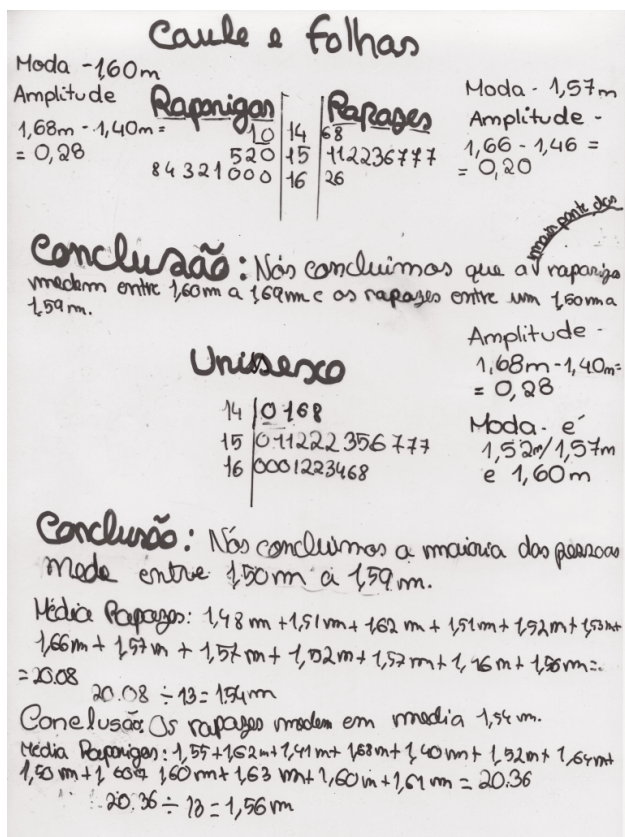 Caule e Folhas
Moda - 1,60m
Amplitude
1,68m - 1,40m =
= 0,28
Raparigas Rapazes
10 | 14 | 68
520 | 15 | 112236777
84321000 | 16 | 26
Moda - 1,57m
Amplitude -
1,66 - 1,46 =
= 0,20
maior parte das
Conclusão: Nós concluimos que a rapariga
medem entre 1,60m a 1,69m e os rapazes entre um 1,50m a
1,59m.
Unisexo
14 | 0168
15 | 011222356777
16 | 0001223468
Amplitude -
1,68m - 1,40m =
= 0,28
Moda - é
1,52m/1,57m
e 1,60m
Conclusão: Nós concluimos a maioria das pessoas
mede entre 1,50m a 1,59m.
Média Rapazes: 1,48m + 1,51m + 1,62m + 1,51m + 1,52m + 1,53m +
1,66m + 1,57m + 1,57m + 1,52m + 1,57m + 1,46m + 1,56m =
= 20.08
20.08 ÷ 13 = 1,54m
Conclusão: Os rapazes medem em media 1,54m.
Média Raparigas: 1,55 + 1,62m + 1,41m + 1,68m + 1,40m + 1,52m + 1,64m +
1,50m + 1,60+ 1,60m + 1,63m + 1,60m + 1,61m = 20.36
20.36 ÷ 13 = 1,56m